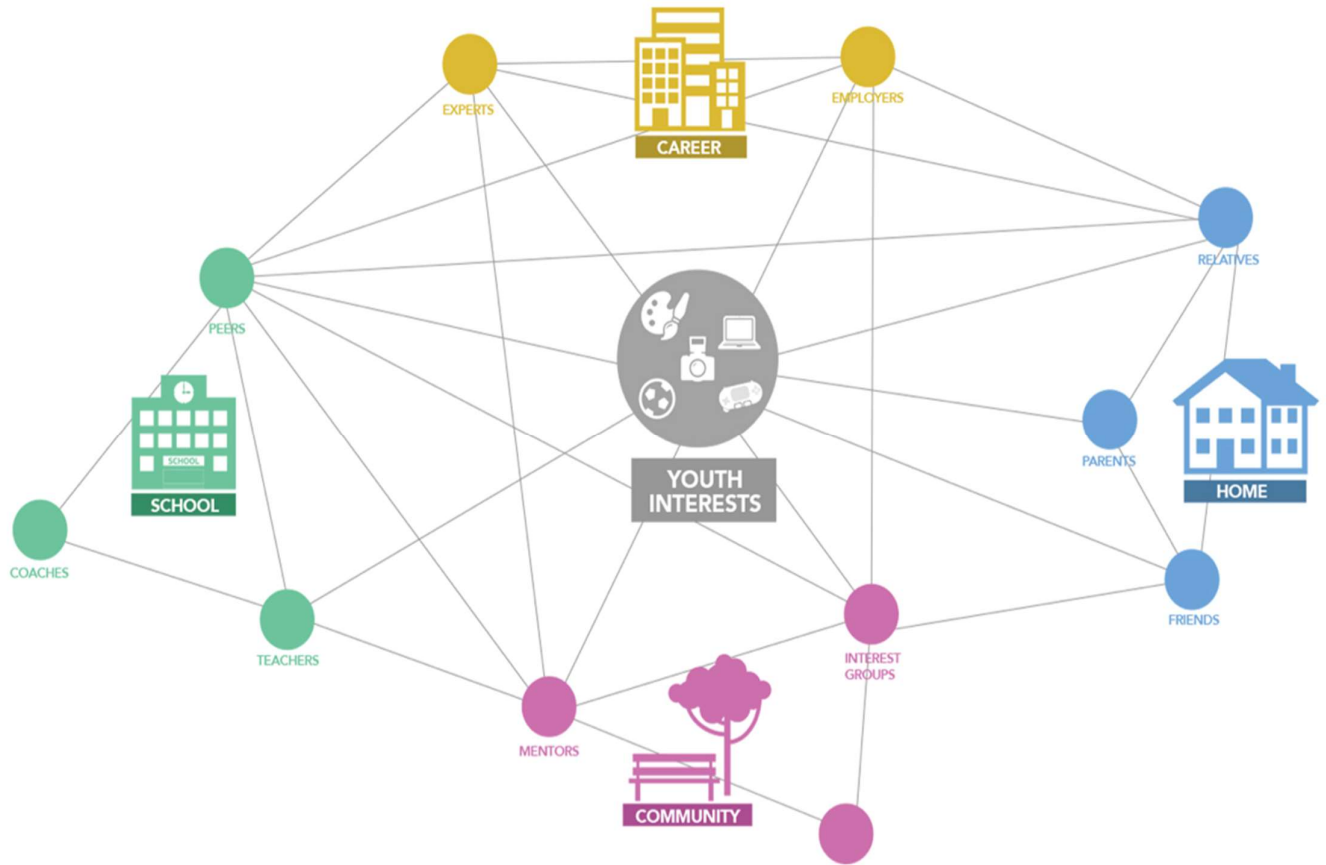 EXPERTS
EMPLOYERS
CAREER
RELATIVES
PEERS
PARENTS
SCHOOL
SCHOOL
YOUTH
INTERESTS
HOME
COACHES
FRIENDS
TEACHERS
INTEREST
GROUPS
MENTORS
COMMUNITY